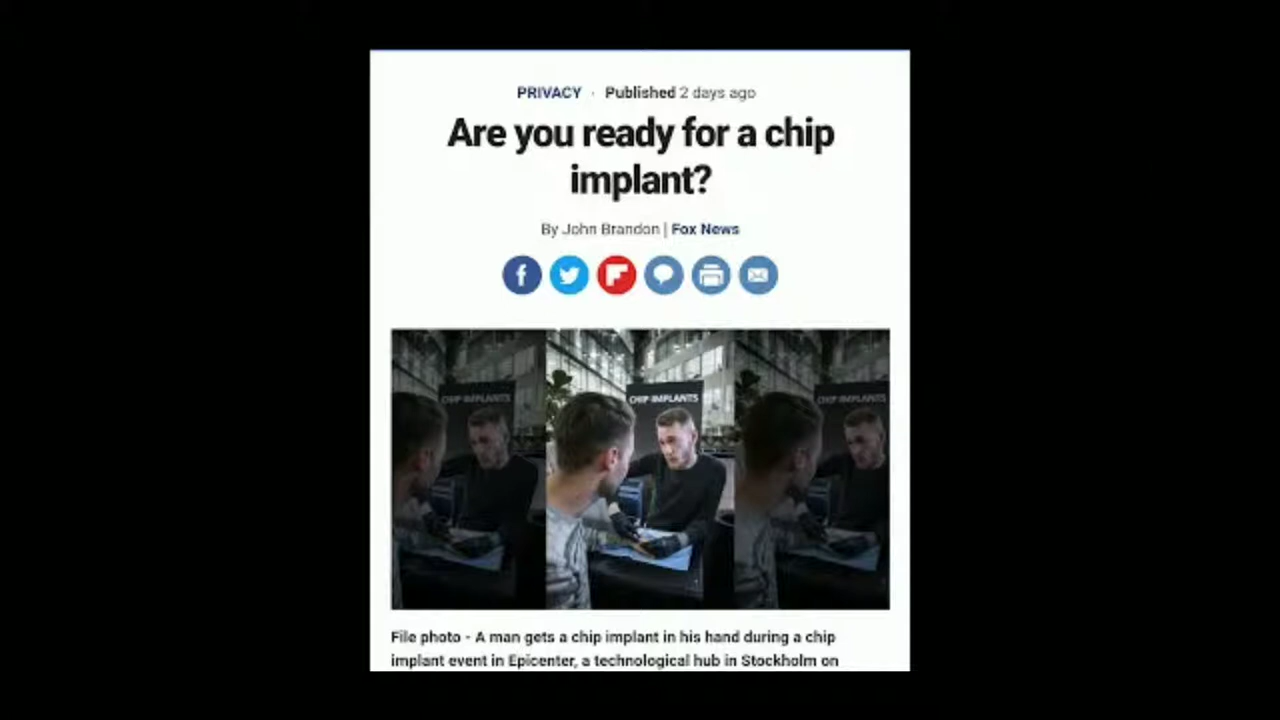 PRIVACY · Published 2 days ago
Are you ready for a chip
implant?
By John Brandon | Fox News
CHIP IMPLANTS CHIP IMPLANTS CHIP IMPLANTS
File photo - A man gets a chip implant in his hand during a chip
implant event in Epicenter, a technological hub in Stockholm on